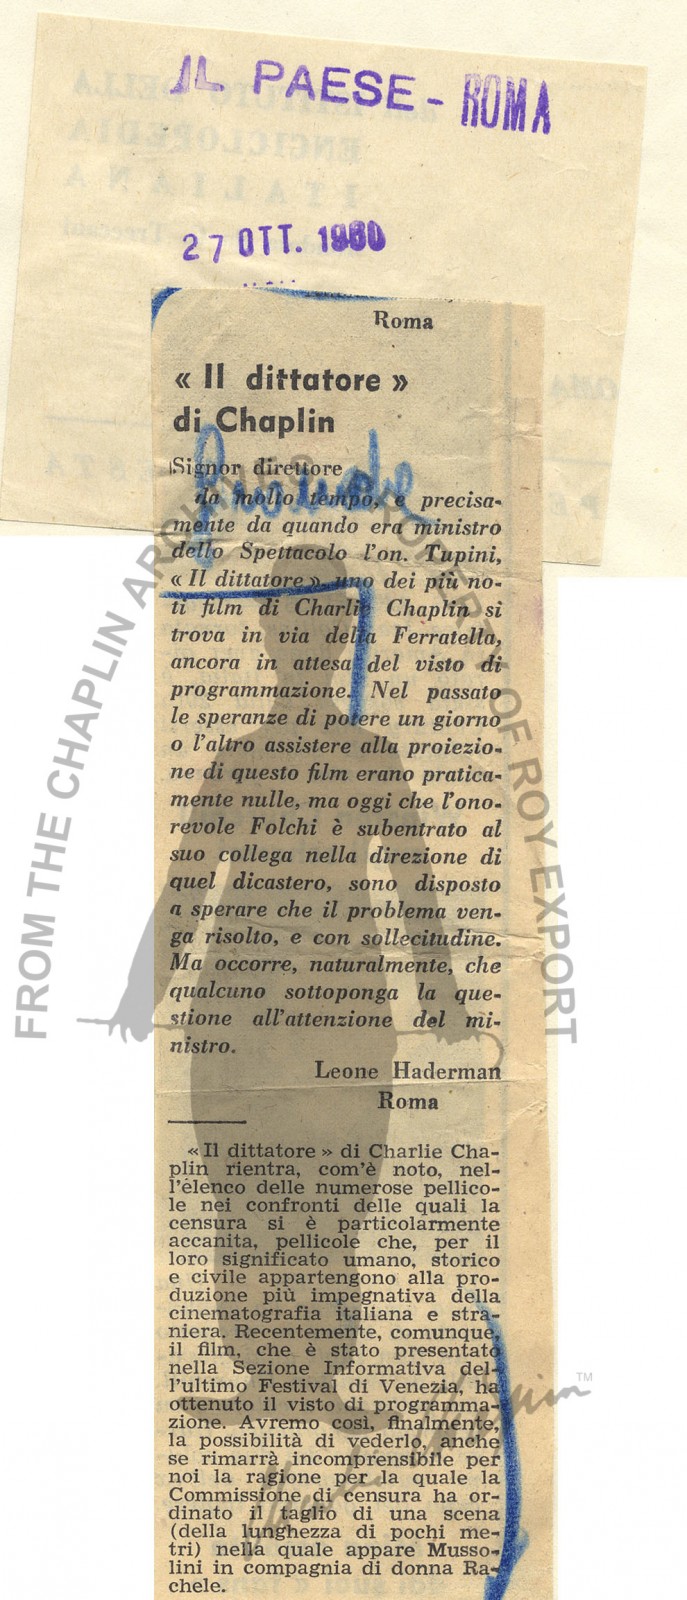 IL PAESE - ROMA
27 OTT. 1960
Roma
« Il dittatore »
di Chaplin
Signor direttore
da molto tempo, e precisa-
mente da quando era ministro
dello Spettacolo l'on. Tupini,
« Il dittatore », uno dei più no-
ti film di Charlie Chaplin si
trova in via della Ferratella,
ancora in attesa del visto di
programmazione. Nel passato
le speranze di potere un giorno
o l'altro assistere alla proiezio-
ne di questo film erano pratica-
mente nulle, ma oggi che l'ono-
revole Folchi è subentrato al
suo collega nella direzione di
quel dicastero, sono disposto
a sperare che il problema ven-
ga risolto, e con sollecitudine.
Ma occorre, naturalmente, che
qualcuno sottoponga la que-
stione all'attenzione del mi-
nistro.
Leone Haderman
Roma
« Il dittatore » di Charlie Cha-
plin rientra, com'è noto, nel-
l'elenco delle numerose pellico-
le nei confronti delle quali la
censura si è particolarmente
accanita, pellicole che, per il
loro significato umano, storico
e civile appartengono alla pro-
duzione più impegnativa della
cinematografia italiana e stra-
niera. Recentemente, comunque,
il film, che è stato presentato
nella Sezione Informativa del-
l'ultimo Festival di Venezia, ha
ottenuto il visto di programma-
zione. Avremo così, finalmente,
la possibilità di vederlo, anche
se rimarrà incomprensibile per
noi la ragione per la quale la
Commissione di censura ha or-
dinato il taglio di una scena
(della lunghezza di pochi me-
tri) nella quale appare Musso-
lini in compagnia di donna Ra-
chele.
FROM THE CHAPLIN ARCHIVES - PROPERTY OF ROY EXPORT
Charlie Chaplin
TM